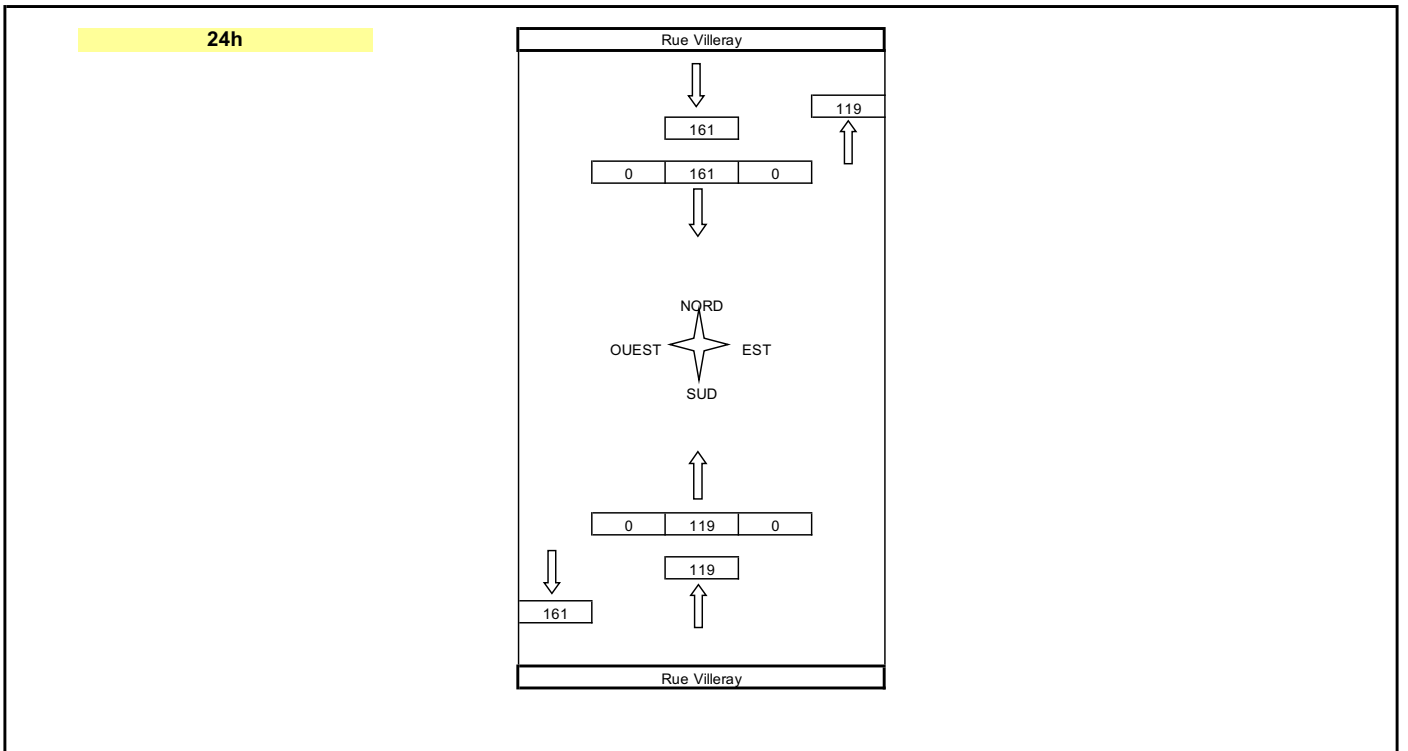 24h
Rue Villeray
119
161
0 161 0
NORD
OUEST EST
SUD
0 119 0
119
161
Rue Villeray